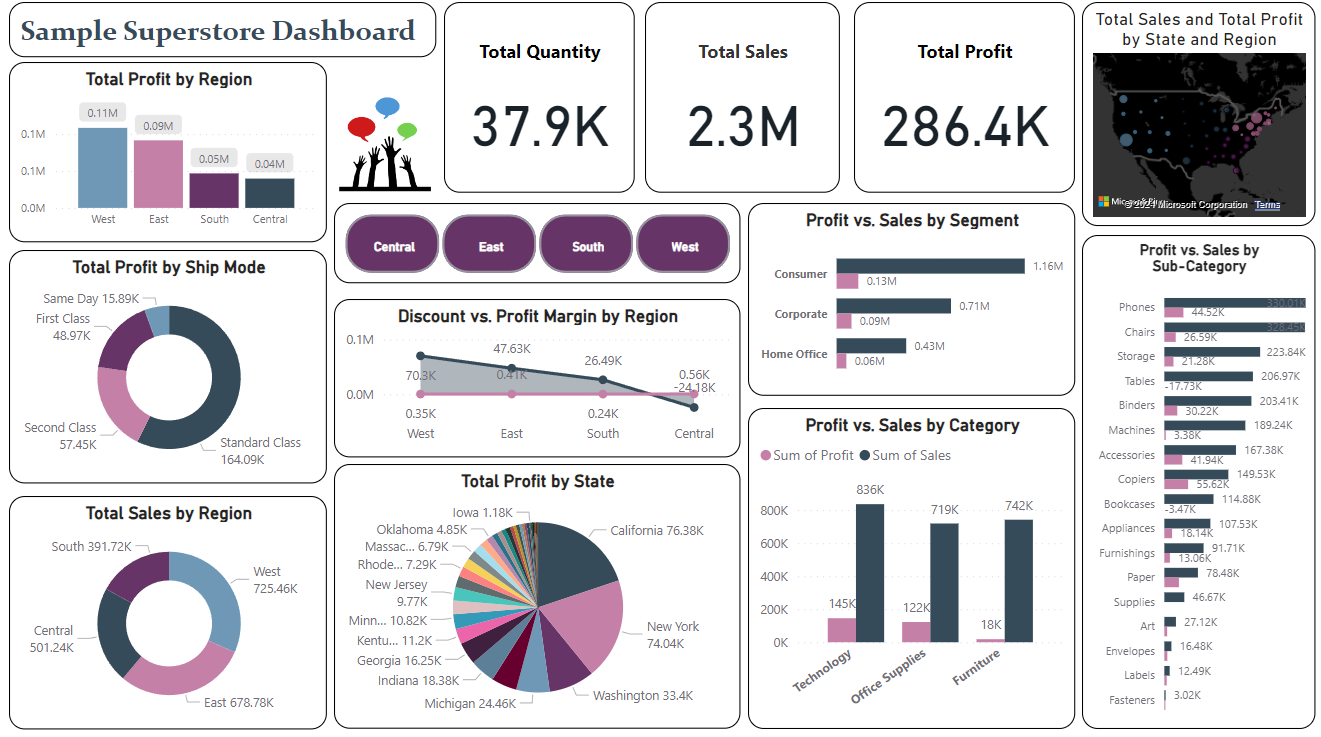 Sample Superstore Dashboard
Total Profit by Region
0.11M
0.09M
0.05M
0.04M
0.1M
0.1M
0.0M
West
East
South
Central
Total Quantity
37.9K
Total Sales
2.3M
Total Profit
286.4K
Total Sales and Total Profit
by State and Region
© 2024 Microsoft Corporation
Terms
Central
East
South
West
Total Profit by Ship Mode
Same Day 15.89K
First Class
48.97K
Second Class
57.45K
Standard Class
164.09K
Discount vs. Profit Margin by Region
0.1M
0.0M
70.3K
47.63K
0.41K
26.49K
0.56K
-24.18K
0.35K
0.24K
West
East
South
Central
Profit vs. Sales by Segment
Consumer
1.16M
0.13M
Corporate
0.71M
0.09M
Home Office
0.43M
0.06M
Profit vs. Sales by
Sub-Category
Phones
330.01K
44.52K
Chairs
328.45K
26.59K
Storage
223.84K
21.28K
Tables
206.97K
-17.73K
Binders
203.41K
30.22K
Machines
189.24K
3.38K
Accessories
167.38K
41.94K
Copiers
149.53K
55.62K
Bookcases
114.88K
-3.47K
Appliances
107.53K
18.14K
Furnishings
91.71K
13.06K
Paper
78.48K
Supplies
46.67K
Art
27.12K
Envelopes
16.48K
Labels
12.49K
Fasteners
3.02K
Total Sales by Region
South 391.72K
West
725.46K
Central
501.24K
East 678.78K
Total Profit by State
Iowa 1.18K
Oklahoma 4.85K
Massac... 6.79K
Rhode... 7.29K
New Jersey
9.77K
Minn... 10.82K
Kentu... 11.2K
Georgia 16.25K
Indiana 18.38K
Michigan 24.46K
Washington 33.4K
New York
74.04K
California 76.38K
Profit vs. Sales by Category
Sum of Profit
Sum of Sales
800K
600K
400K
200K
0K
145K
836K
122K
719K
18K
742K
Technology
Office Supplies
Furniture